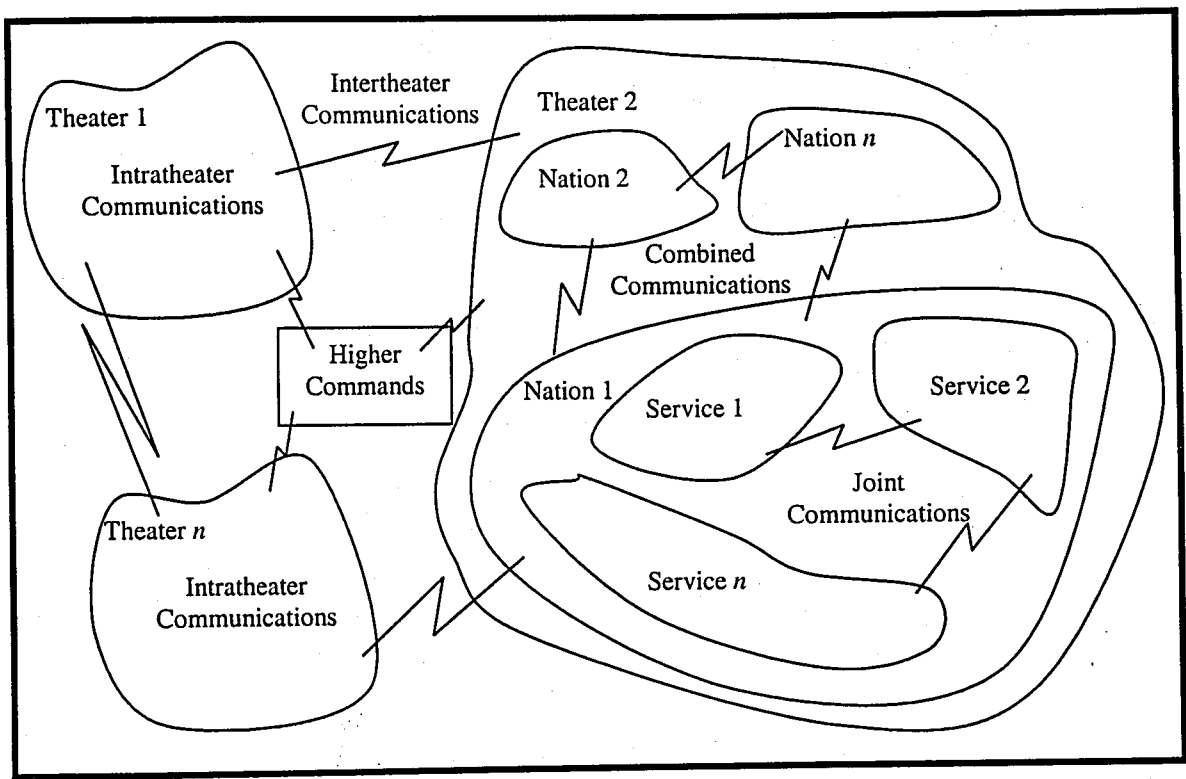 Theater 1
Intratheater
Communications
Intertheater
Communications
Theater 2
Nation 2
Nation n
Combined
Communications
Higher
Commands
Nation 1
Service 1
Service 2
Joint
Communications
Service n
Theater n
Intratheater
Communications